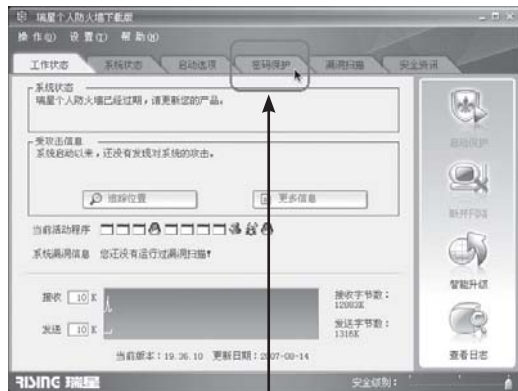 瑞星个人防火墙下载版
操作(O) 设置(T) 帮助(H)
工作状态 系统状态 启动选项 密码保护 漏洞扫描 安全资讯
系统状态
瑞星个人防火墙已经过期，请更新您的产品。
受攻击信息
系统启动以来，还没有发现对系统的攻击。
追踪位置 更多信息
当前活动程序
系统漏洞信息 您还没有运行过漏洞扫描！
接收 10 K
发送 10 K
接收字节数：
发送字节数：
1316K
当前版本：19.36.10 更新日期：2007-08-14
启动保护
断开网络
智能升级
查看日志
RISING 瑞星
安全级别：